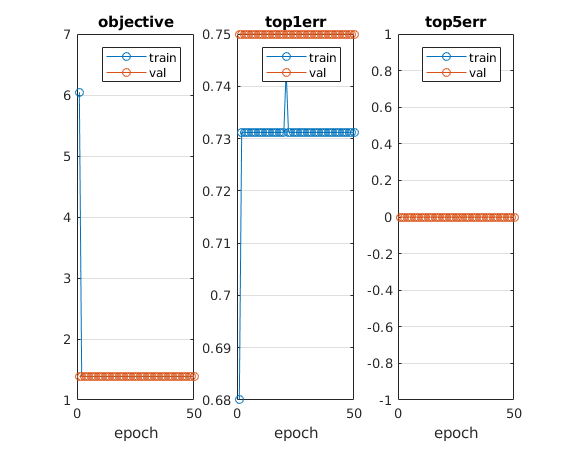 objective
train
val
7
6
5
4
3
2
1
0
50
epoch
top1err
train
val
0.75
0.74
0.73
0.72
0.71
0.7
0.69
0.68
0
50
epoch
top5err
train
val
1
0.8
0.6
0.4
0.2
0
-0.2
-0.4
-0.6
-0.8
-1
0
50
epoch